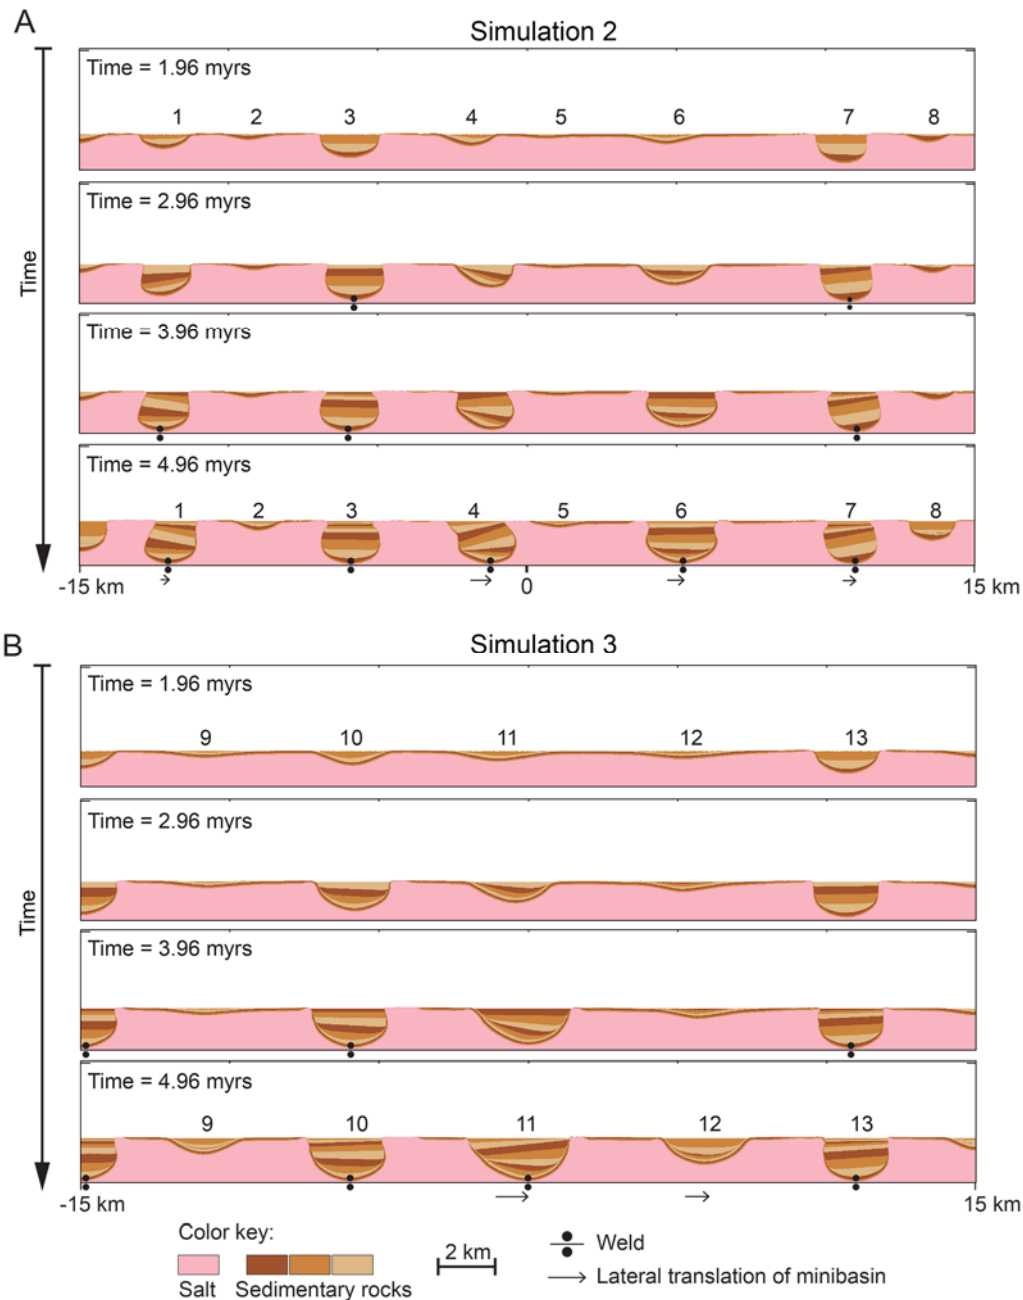 A
Simulation 2
Time
Time = 1.96 myrs
1 2 3 4 5 6 7 8
Time = 2.96 myrs
Time = 3.96 myrs
Time = 4.96 myrs
1 2 3 4 5 6 7 8
-15 km 0 15 km
B
Simulation 3
Time
Time = 1.96 myrs
9 10 11 12 13
Time = 2.96 myrs
Time = 3.96 myrs
Time = 4.96 myrs
9 10 11 12 13
-15 km 15 km
Color key:
Salt Sedimentary rocks
2 km
Weld
Lateral translation of minibasin